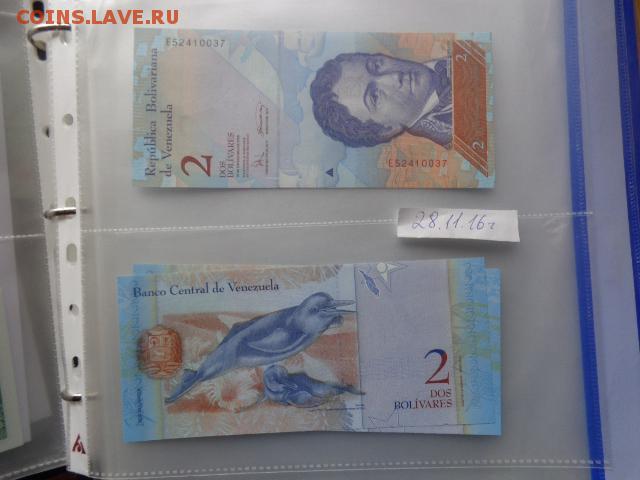 COINS.LAVE.RU
E52410037
República Bolivariana
de Venezuela
2
DOS
BOLÍVARES
2
2
E52410037
28.11.16г
Banco Central de Venezuela
2
DOS
BOLÍVARES